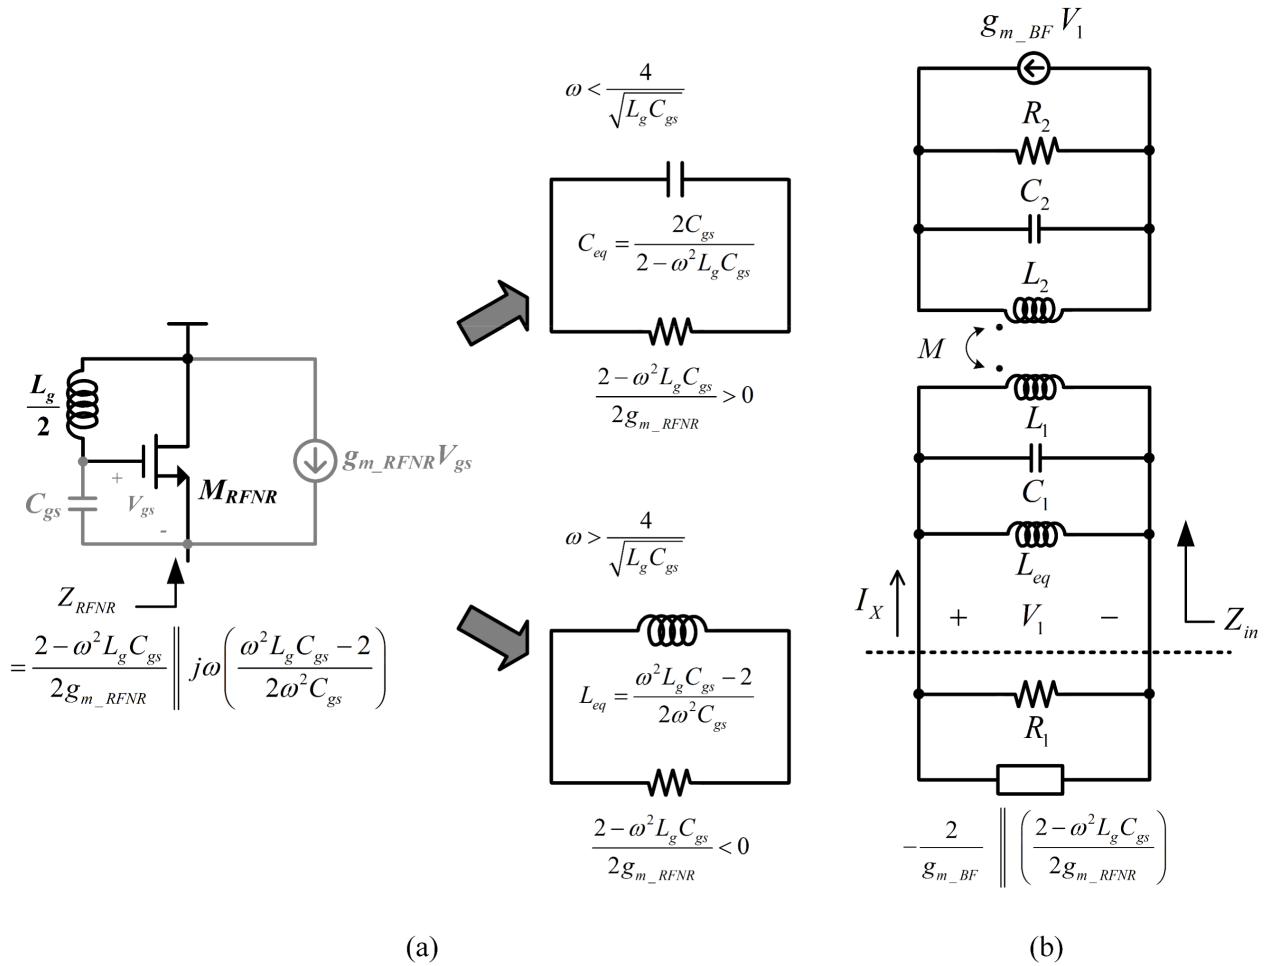 L_g/2
C_gs
+
V_gs
-
M_RFNR
g_m_RFNR V_gs
Z_RFNR
= (2 − ω²L_gC_gs)/(2g_m_RFNR) ‖ jω((ω²L_gC_gs − 2)/(2ω²C_gs))
ω < 4/√(L_gC_gs)
C_eq = 2C_gs/(2 − ω²L_gC_gs)
(2 − ω²L_gC_gs)/(2g_m_RFNR) > 0
ω > 4/√(L_gC_gs)
L_eq = (ω²L_gC_gs − 2)/(2ω²C_gs)
(2 − ω²L_gC_gs)/(2g_m_RFNR) < 0
(a)
g_m_BF V_1
R_2
C_2
L_2
M
L_1
C_1
L_eq
I_X
+ V_1 −
Z_in
R_1
−2/g_m_BF ‖ ((2 − ω²L_gC_gs)/(2g_m_RFNR))
(b)